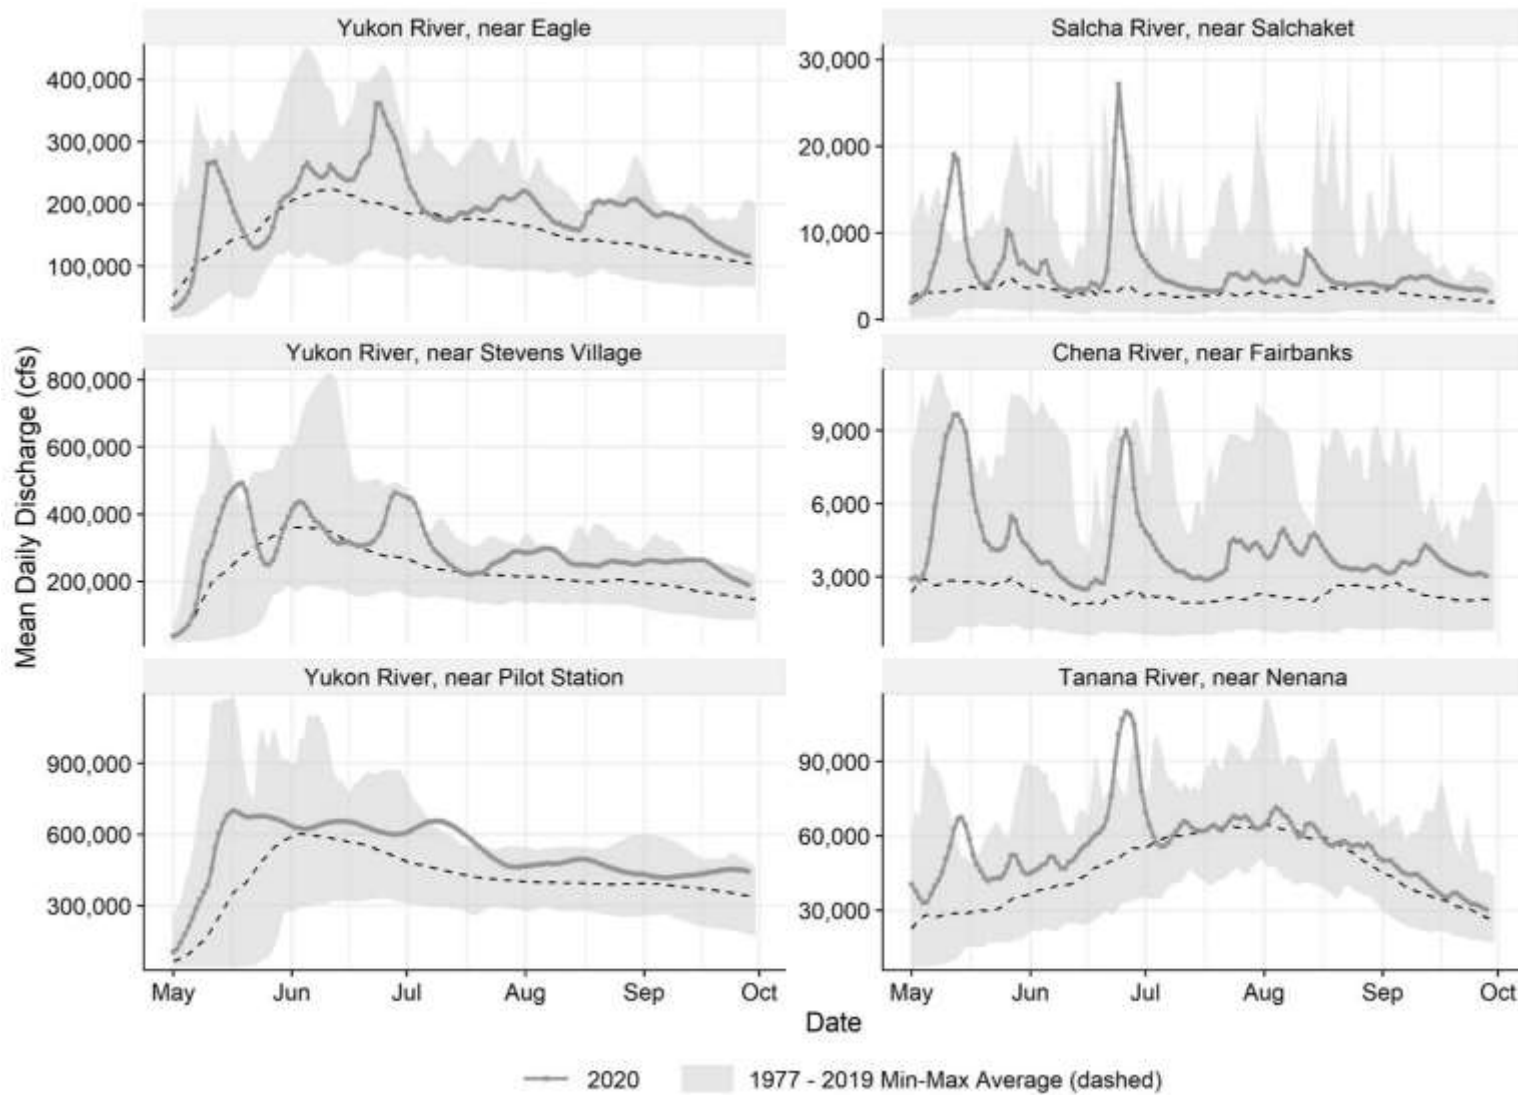 Yukon River, near Eagle
400,000
300,000
200,000
100,000
Salcha River, near Salchaket
30,000
20,000
10,000
0
Mean Daily Discharge (cfs)
Yukon River, near Stevens Village
800,000
600,000
400,000
200,000
Chena River, near Fairbanks
9,000
6,000
3,000
Yukon River, near Pilot Station
900,000
600,000
300,000
May Jun Jul Aug Sep Oct
Tanana River, near Nenana
90,000
60,000
30,000
May Jun Jul Aug Sep Oct
Date
2020 1977 - 2019 Min-Max Average (dashed)